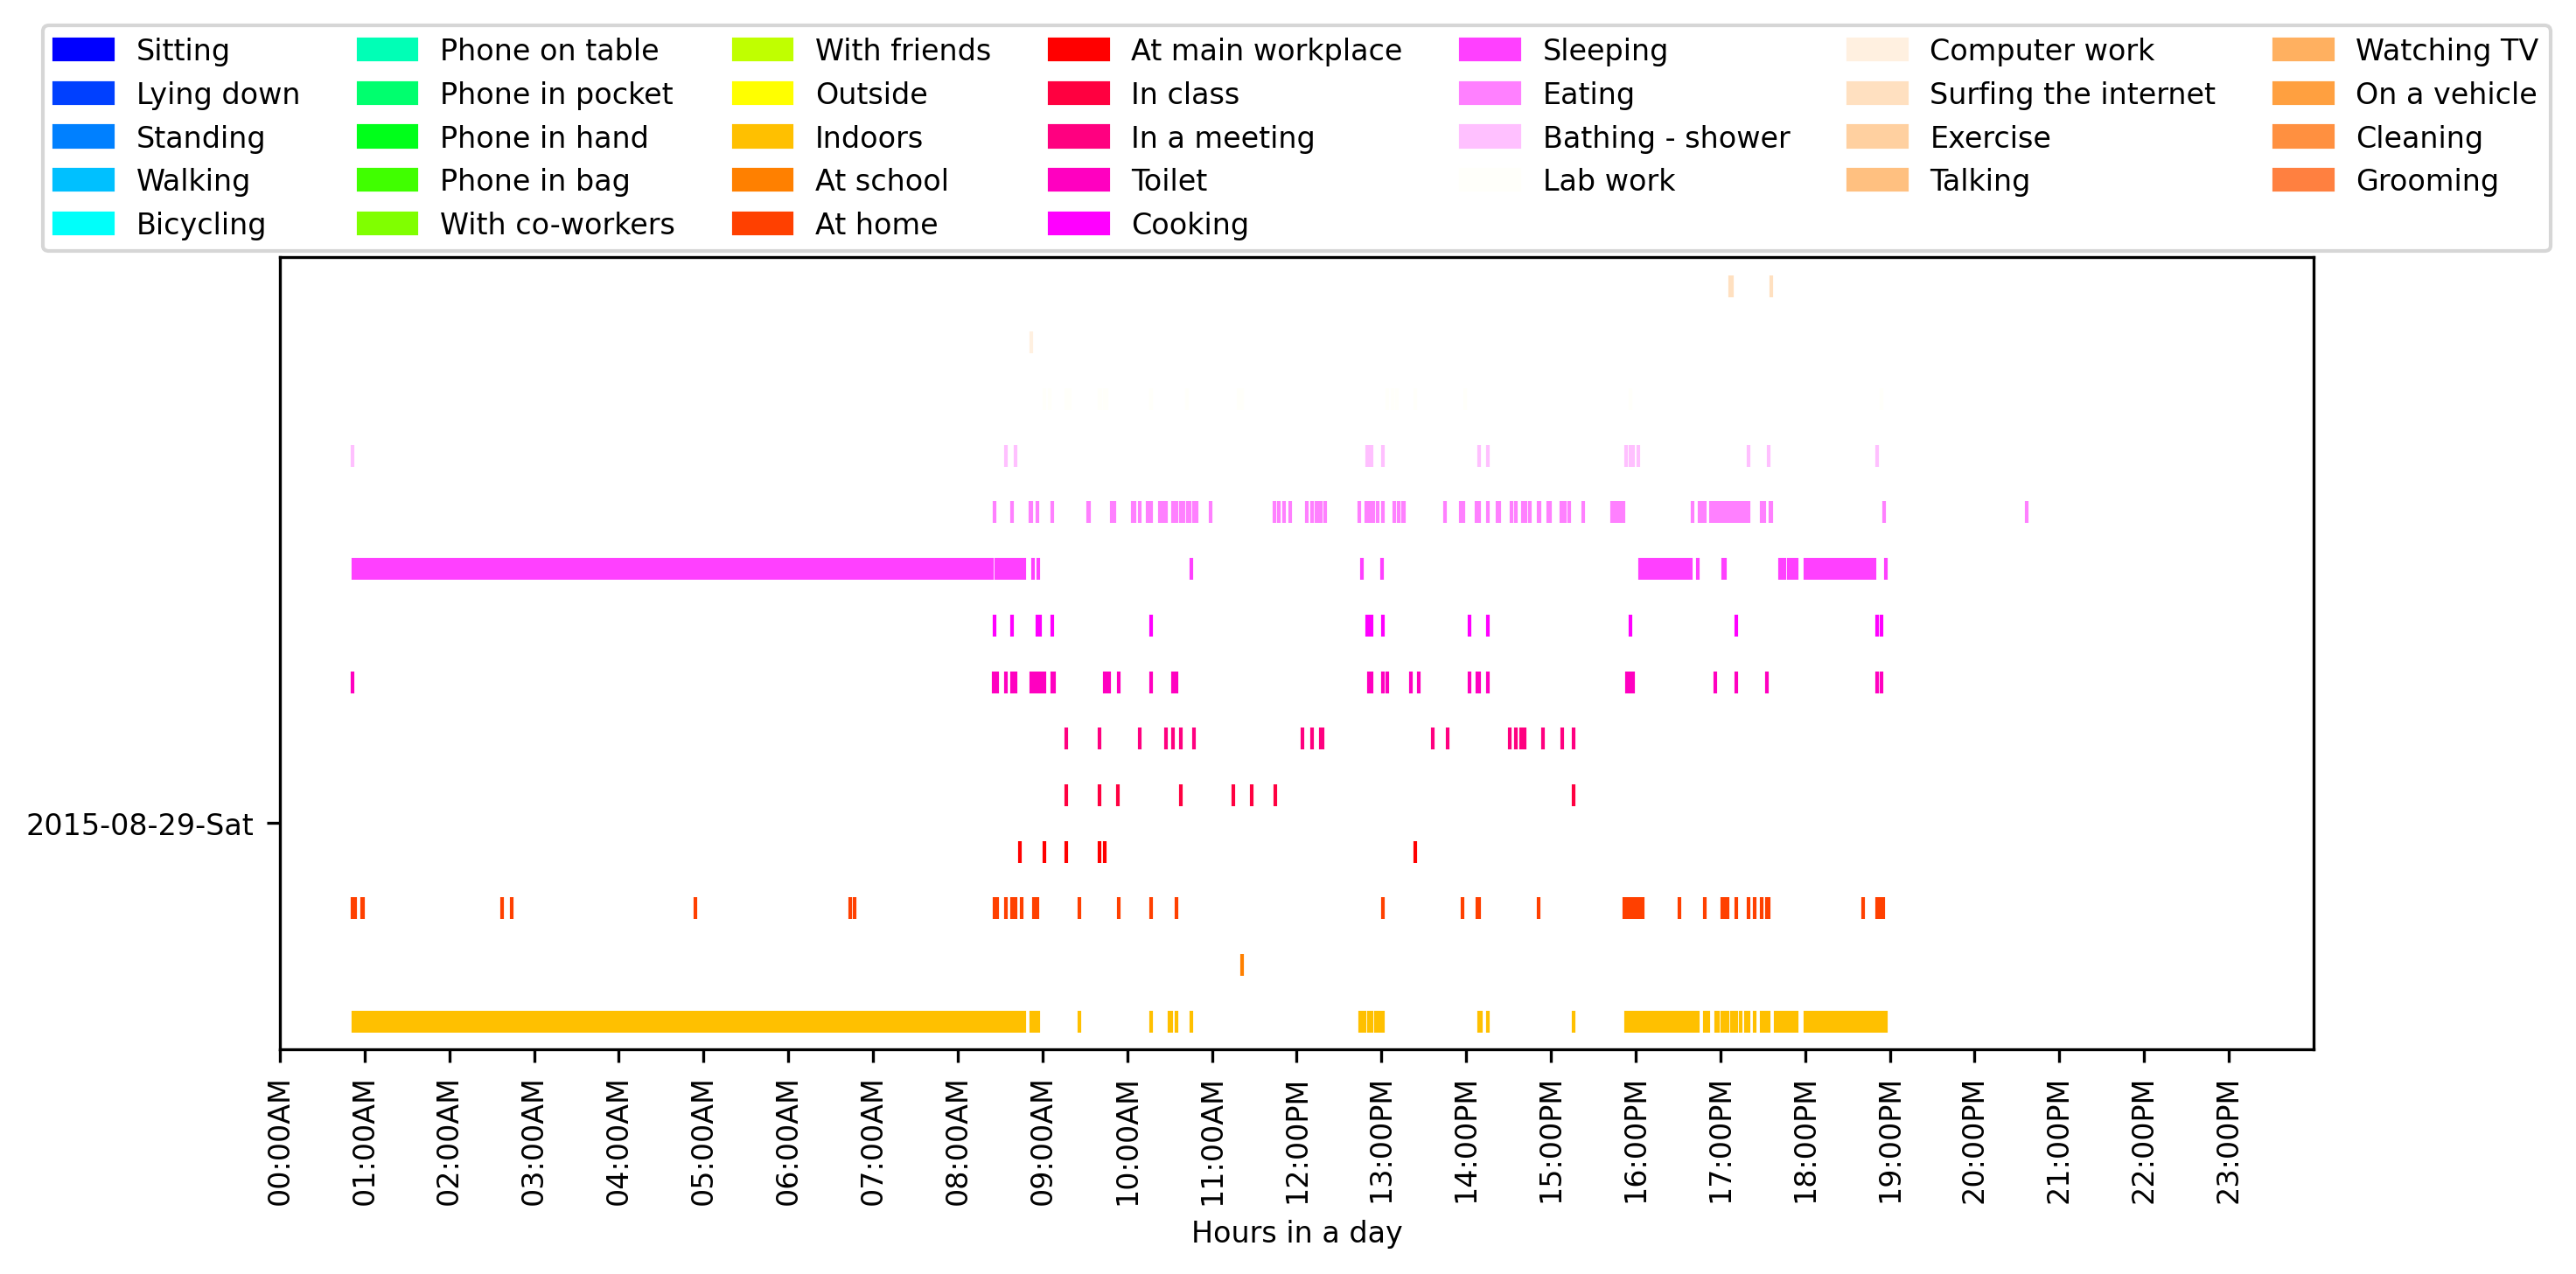 Sitting
Lying down
Standing
Walking
Bicycling
Phone on table
Phone in pocket
Phone in hand
Phone in bag
With co-workers
With friends
Outside
Indoors
At school
At home
At main workplace
In class
In a meeting
Toilet
Cooking
Sleeping
Eating
Bathing - shower
Lab work
Computer work
Surfing the internet
Exercise
Talking
Watching TV
On a vehicle
Cleaning
Grooming
2015-08-29-Sat
00:00AM
01:00AM
02:00AM
03:00AM
04:00AM
05:00AM
06:00AM
07:00AM
08:00AM
09:00AM
10:00AM
11:00AM
12:00PM
13:00PM
14:00PM
15:00PM
16:00PM
17:00PM
18:00PM
19:00PM
20:00PM
21:00PM
22:00PM
23:00PM
Hours in a day